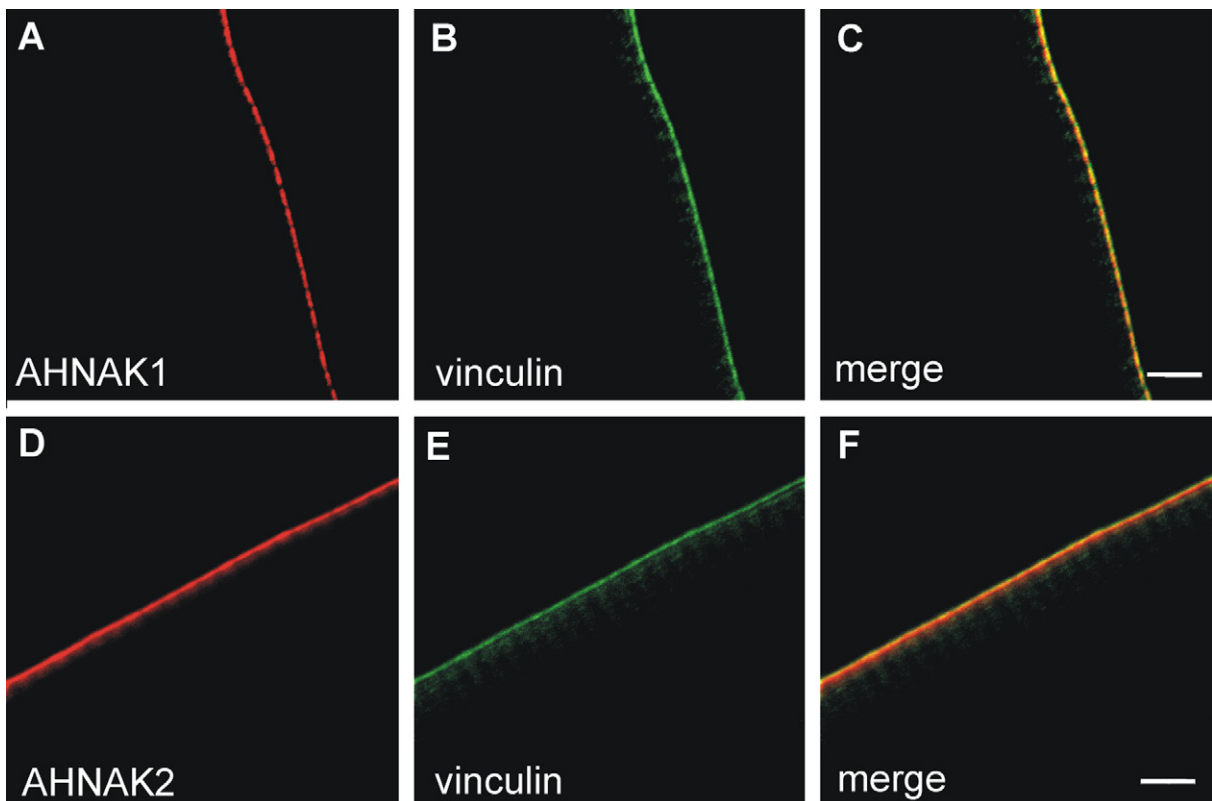 A
B
C
AHNAK1
vinculin
merge
D
E
F
AHNAK2
vinculin
merge